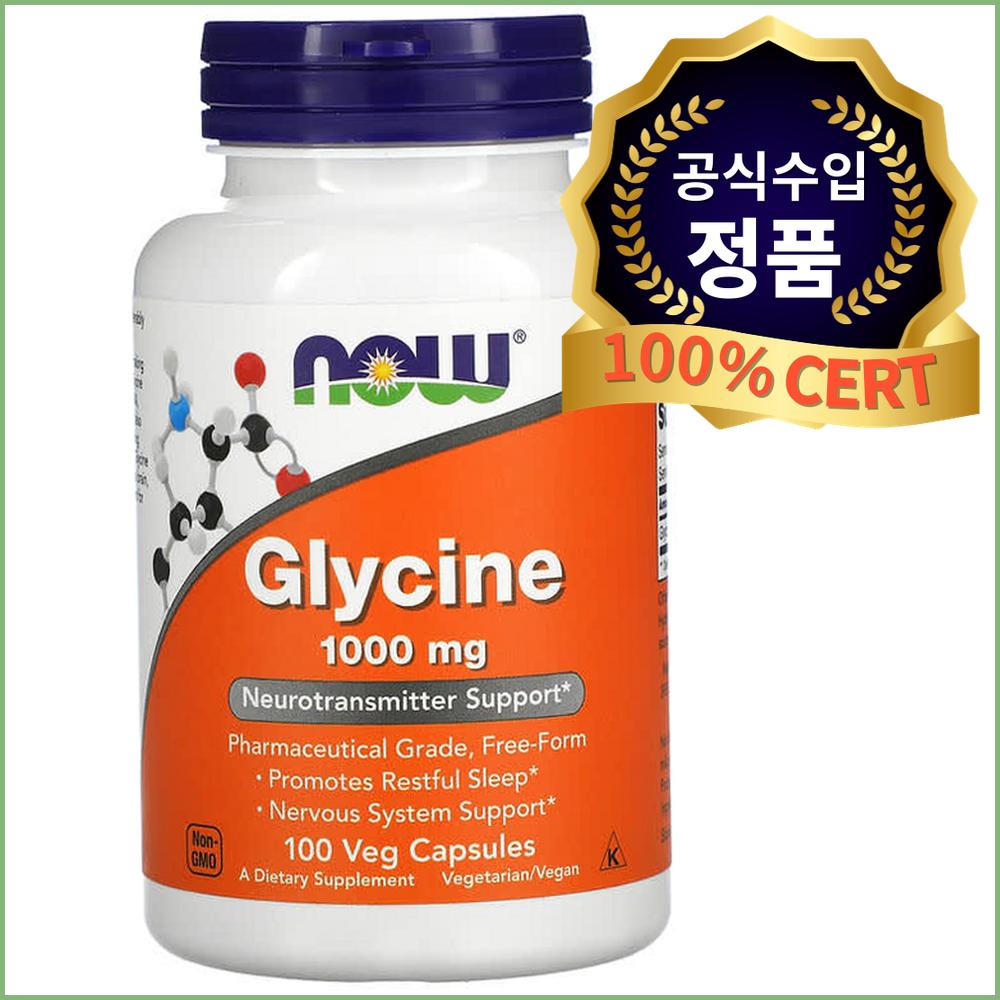 공식수입
정품
100% CERT
now®
Glycine
1000 mg
Neurotransmitter Support*
Pharmaceutical Grade, Free-Form
• Promotes Restful Sleep*
• Nervous System Support*
Non-
GMO
100 Veg Capsules
K
A Dietary Supplement Vegetarian/Vegan